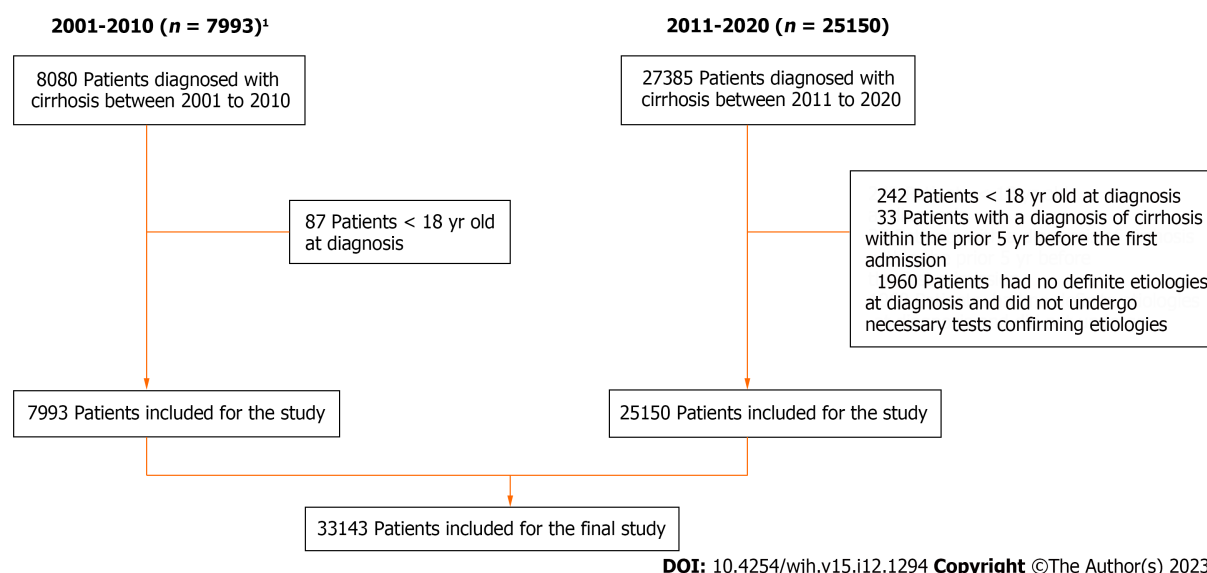 2001-2010 (n = 7993)¹
8080 Patients diagnosed with
cirrhosis between 2001 to 2010
87 Patients < 18 yr old
at diagnosis
7993 Patients included for the study
2011-2020 (n = 25150)
27385 Patients diagnosed with
cirrhosis between 2011 to 2020
242 Patients < 18 yr old at diagnosis
33 Patients with a diagnosis of cirrhosis
within the prior 5 yr before the first
admission
1960 Patients had no definite etiologies
at diagnosis and did not undergo
necessary tests confirming etiologies
25150 Patients included for the study
33143 Patients included for the final study
DOI: 10.4254/wjh.v15.i12.1294 Copyright ©The Author(s) 2023